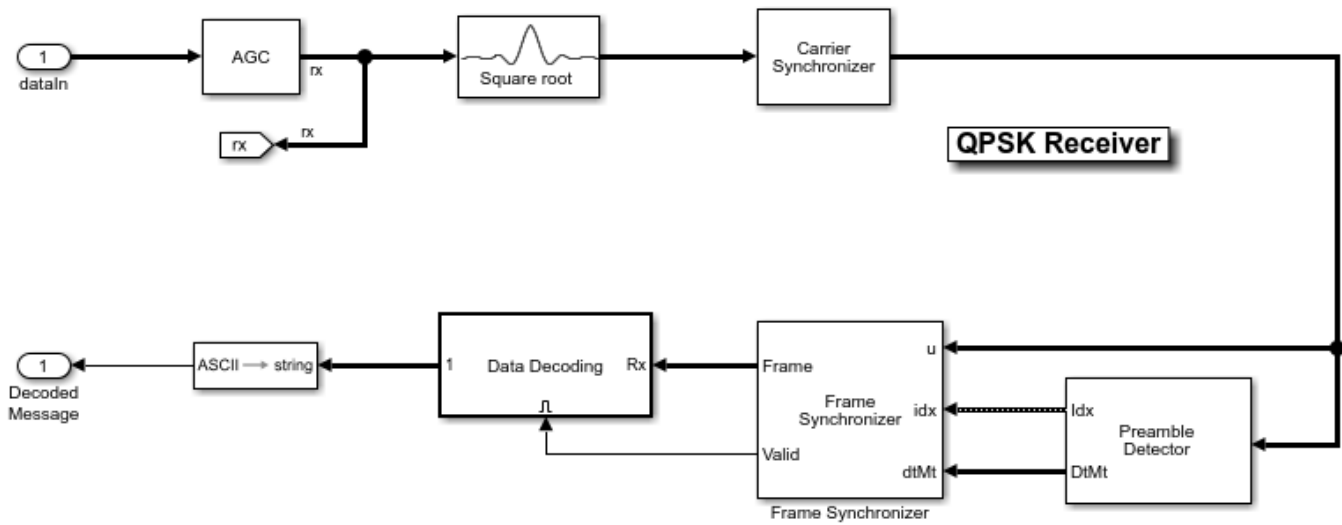 1
dataIn
AGC
rx
rx
rx
Square root
Carrier
Synchronizer
QPSK Receiver
1
Decoded
Message
ASCII
string
1
Data Decoding
Rx
Frame
Valid
Frame
Synchronizer
u
idx
dtMt
Frame Synchronizer
Idx
DtMt
Preamble
Detector